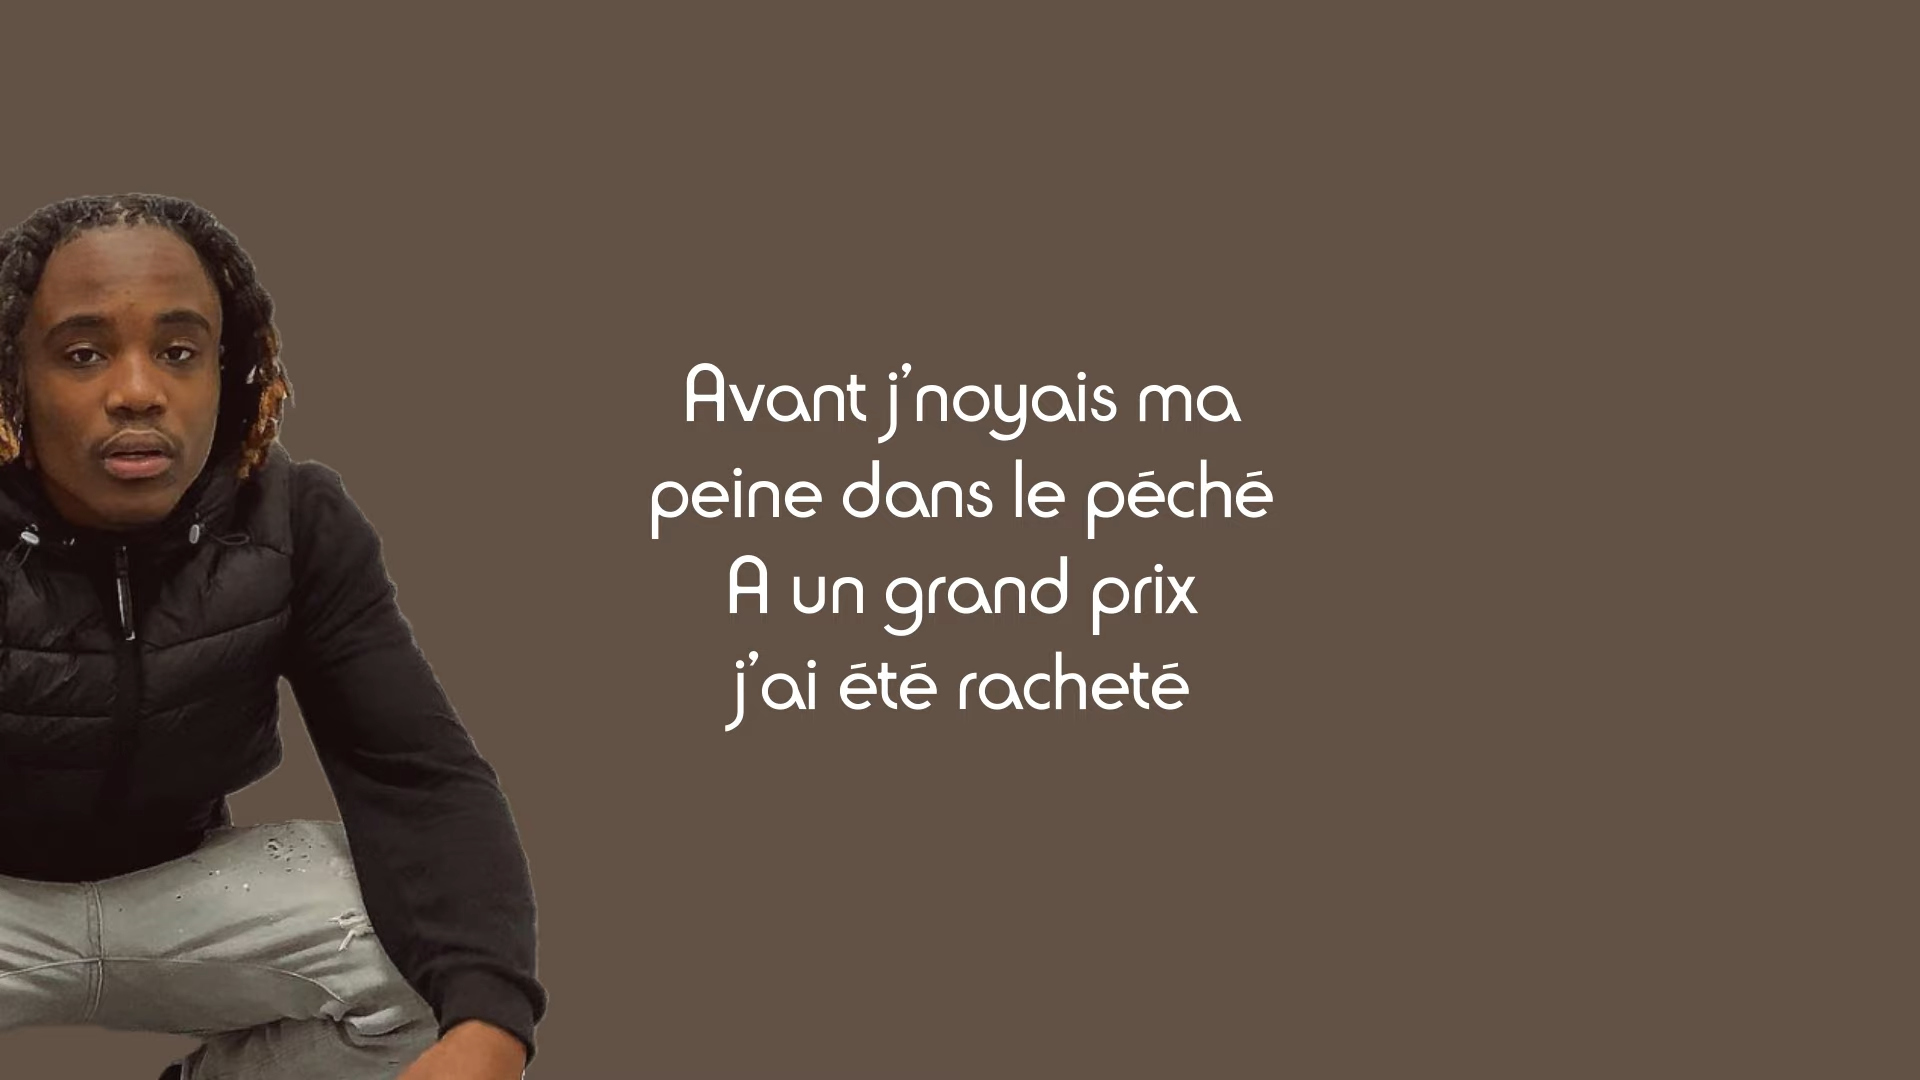 Avant j'noyais ma
peine dans le péché
A un grand prix
j'ai été racheté